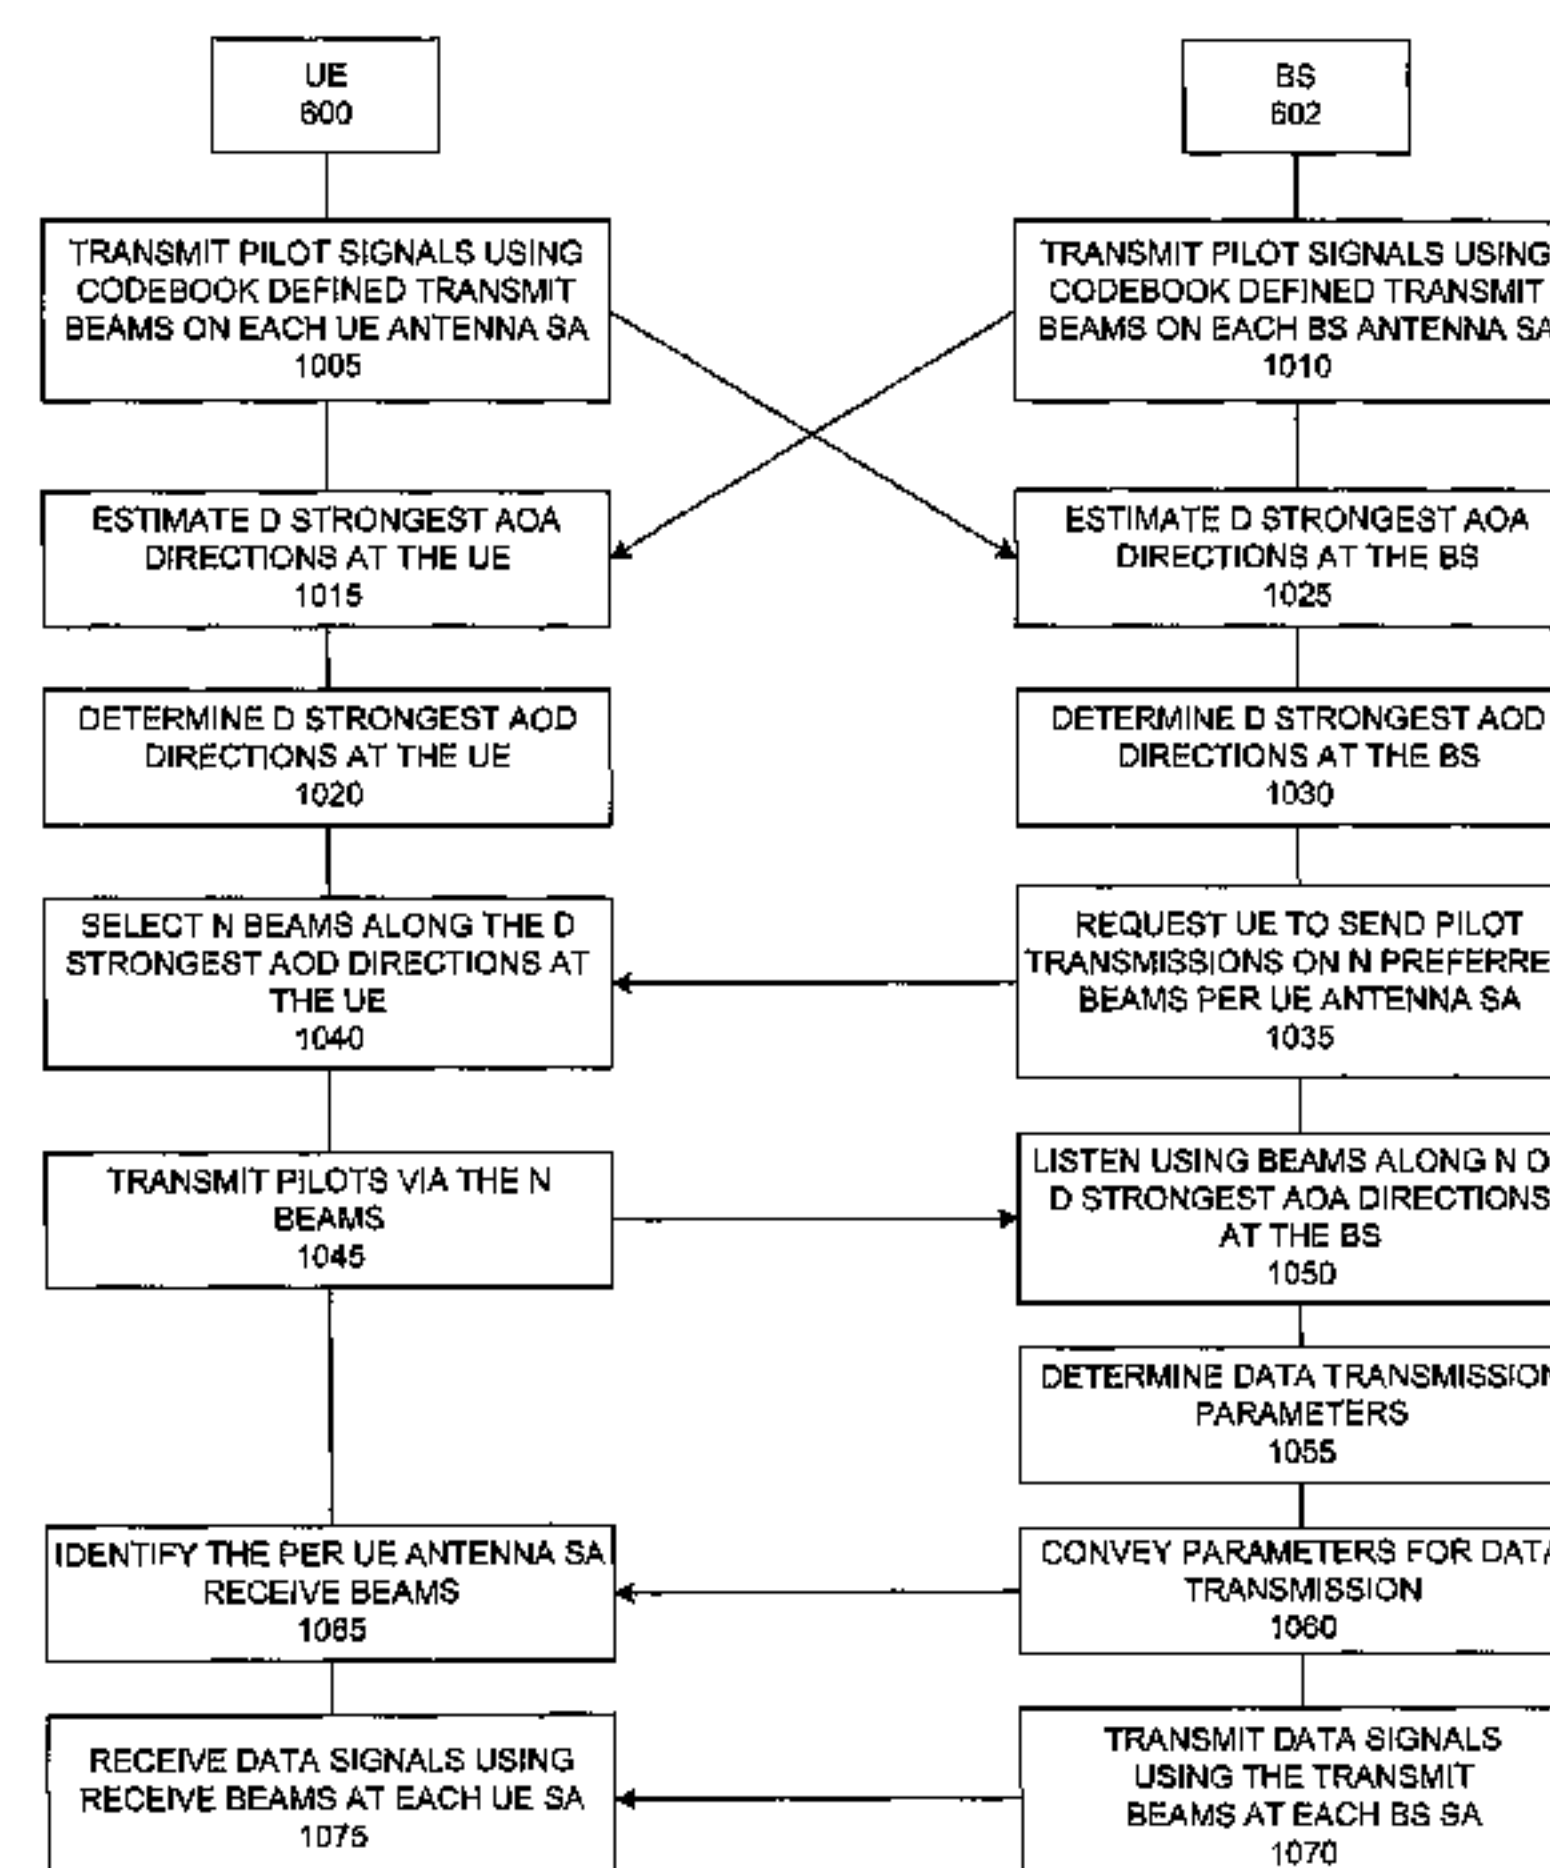 UE
600
BS
602
TRANSMIT PILOT SIGNALS USING
CODEBOOK DEFINED TRANSMIT
BEAMS ON EACH UE ANTENNA SA
1005
TRANSMIT PILOT SIGNALS USING
CODEBOOK DEFINED TRANSMIT
BEAMS ON EACH BS ANTENNA SA
1010
ESTIMATE D STRONGEST AOA
DIRECTIONS AT THE UE
1015
ESTIMATE D STRONGEST AOA
DIRECTIONS AT THE BS
1025
DETERMINE D STRONGEST AOD
DIRECTIONS AT THE UE
1020
DETERMINE D STRONGEST AOD
DIRECTIONS AT THE BS
1030
SELECT N BEAMS ALONG THE D
STRONGEST AOD DIRECTIONS AT
THE UE
1040
REQUEST UE TO SEND PILOT
TRANSMISSIONS ON N PREFERRE
BEAMS PER UE ANTENNA SA
1035
TRANSMIT PILOTS VIA THE N
BEAMS
1045
LISTEN USING BEAMS ALONG N
D STRONGEST AOA DIRECTIONS
AT THE BS
1050
DETERMINE DATA TRANSMISSION
PARAMETERS
1055
IDENTIFY THE PER UE ANTENNA SA
RECEIVE BEAMS
1065
CONVEY PARAMETERS FOR DATA
TRANSMISSION
1060
RECEIVE DATA SIGNALS USING
RECEIVE BEAMS AT EACH UE SA
1075
TRANSMIT DATA SIGNALS
USING THE TRANSMIT
BEAMS AT EACH BS SA
1070